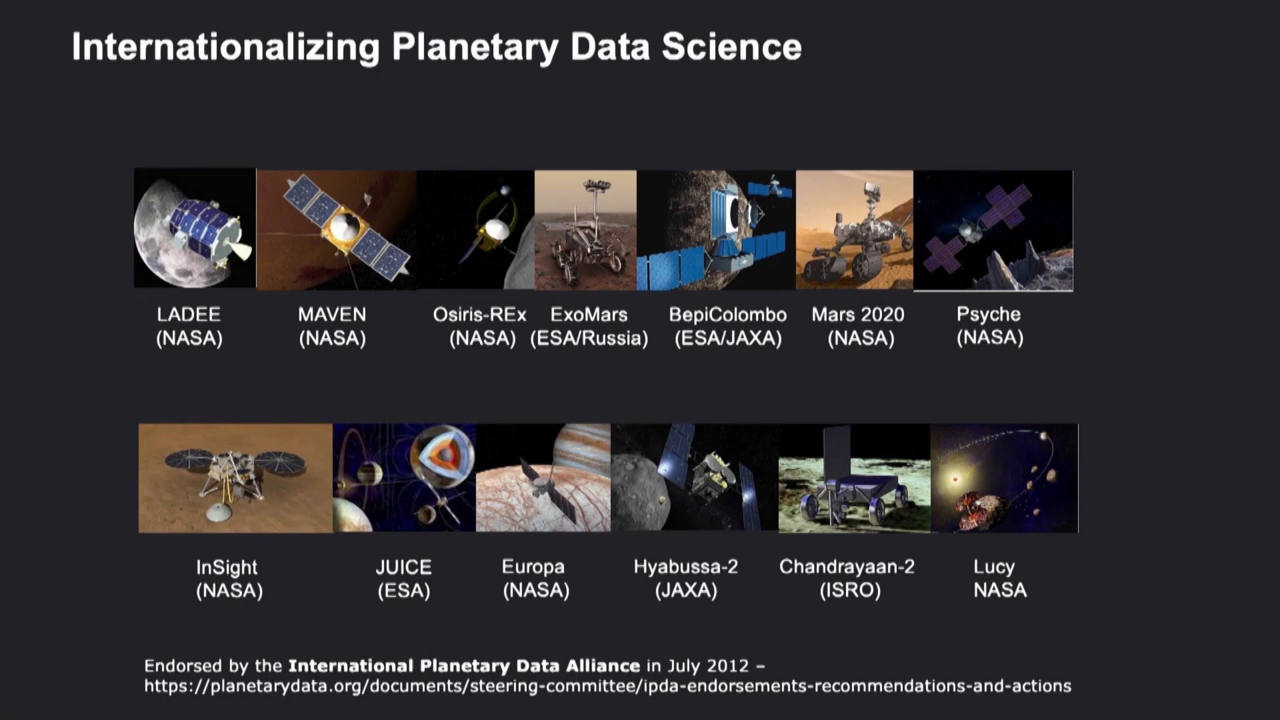 Internationalizing Planetary Data Science
LADEE
(NASA)
MAVEN
(NASA)
Osiris-REx
(NASA)
ExoMars
(ESA/Russia)
BepiColombo
(ESA/JAXA)
Mars 2020
(NASA)
Psyche
(NASA)
InSight
(NASA)
JUICE
(ESA)
Europa
(NASA)
Hyabussa-2
(JAXA)
Chandrayaan-2
(ISRO)
Lucy
NASA
Endorsed by the International Planetary Data Alliance in July 2012 –
https://planetarydata.org/documents/steering-committee/ipda-endorsements-recommendations-and-actions